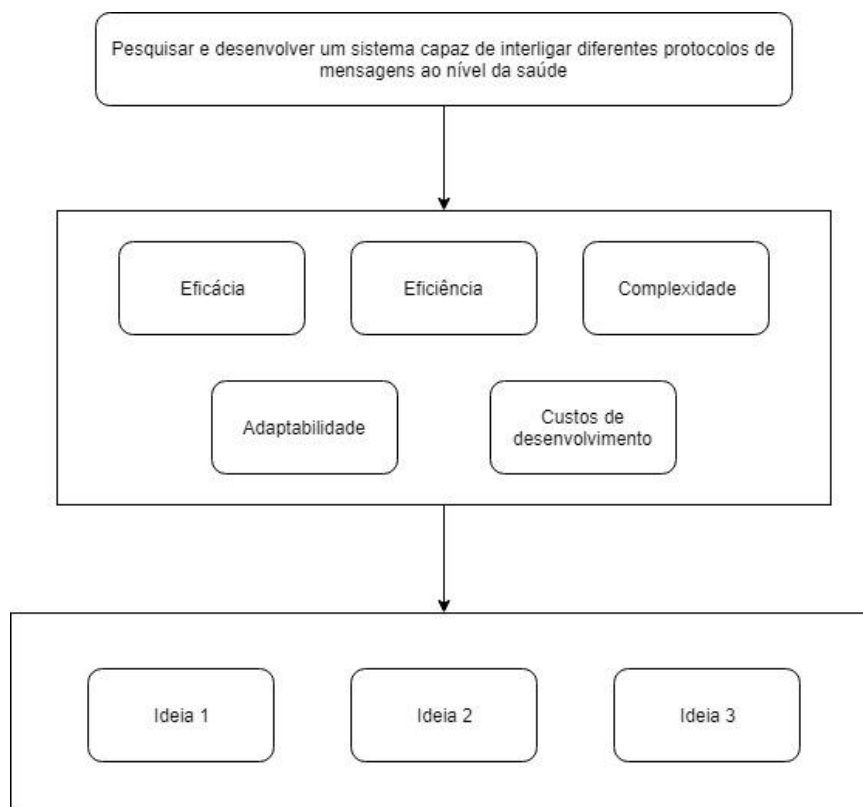 Pesquisar e desenvolver um sistema capaz de interligar diferentes protocolos de
mensagens ao nível da saúde
Eficácia
Eficiência
Complexidade
Adaptabilidade
Custos de
desenvolvimento
Ideia 1
Ideia 2
Ideia 3